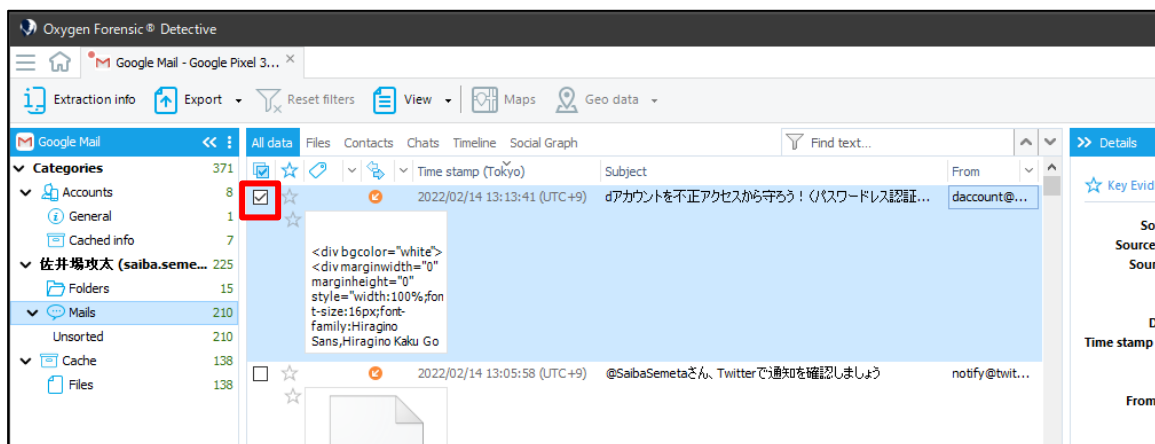 Oxygen Forensic® Detective
Google Mail - Google Pixel 3... ×
Extraction info Export Reset filters View Maps Geo data
Google Mail
All data Files Contacts Chats Timeline Social Graph Find text... Details
Categories 371
Time stamp (Tokyo) Subject From
Accounts 8
2022/02/14 13:13:41 (UTC+9) dアカウントを不正アクセスから守ろう！（パスワードレス認証... daccount@...
Key Evid
General 1
Cached info 7
佐井場攻太 (saiba.seme... 225
Folders 15
Mails 210
Unsorted 210
Cache 138
Files 138
<div bgcolor="white">
<div marginwidth="0"
marginheight="0"
style="width:100%;fon
t-size:16px;font-
family:Hiragino
Sans,Hiragino Kaku Go
2022/02/14 13:05:58 (UTC+9) @SaibaSemetaさん、Twitterで通知を確認しましょう notify@twit...
So
Source
Sour
D
Time stamp
From